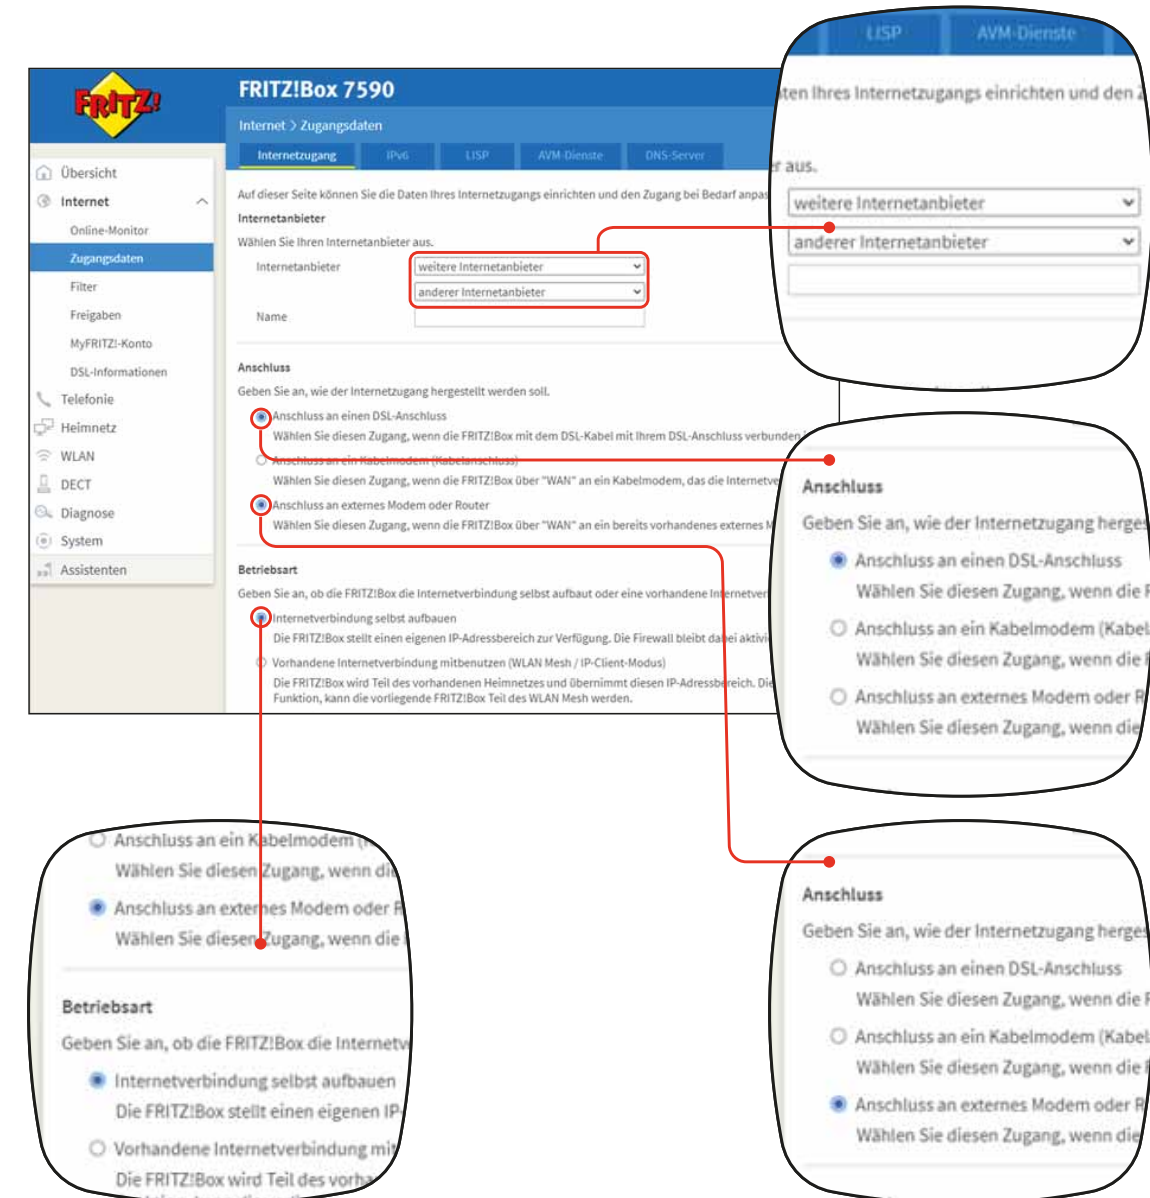 LISP AVM-Dienste
FRITZ!
FRITZ!Box 7590
Internet > Zugangsdaten
Internetzugang IPv6 LISP AVM-Dienste DNS-Server
Übersicht
Internet
Online-Monitor
Zugangsdaten
Filter
Freigaben
MyFRITZ!-Konto
DSL-Informationen
Telefonie
Heimnetz
WLAN
DECT
Diagnose
System
Assistenten
Auf dieser Seite können Sie die Daten Ihres Internetzugangs einrichten und den Zugang bei Bedarf anpas
Internetanbieter
Wählen Sie Ihren Internetanbieter aus.
Internetanbieter weitere Internetanbieter
anderer Internetanbieter
Name
Anschluss
Geben Sie an, wie der Internetzugang hergestellt werden soll.
Anschluss an einen DSL-Anschluss
Wählen Sie diesen Zugang, wenn die FRITZ!Box mit dem DSL-Kabel mit Ihrem DSL-Anschluss verbunden
Anschluss an ein Kabelmodem (Kabelanschluss)
Wählen Sie diesen Zugang, wenn die FRITZ!Box über "WAN" an ein Kabelmodem, das die Internetve
Anschluss an externes Modem oder Router
Wählen Sie diesen Zugang, wenn die FRITZ!Box über "WAN" an ein bereits vorhandenes externes M
Betriebsart
Geben Sie an, ob die FRITZ!Box die Internetverbindung selbst aufbaut oder eine vorhandene Internetver
Internetverbindung selbst aufbauen
Die FRITZ!Box stellt einen eigenen IP-Adressbereich zur Verfügung. Die Firewall bleibt dabei aktivi
Vorhandene Internetverbindung mitbenutzen (WLAN Mesh / IP-Client-Modus)
Die FRITZ!Box wird Teil des vorhandenen Heimnetzes und übernimmt diesen IP-Adressbereich. Die
Funktion, kann die vorliegende FRITZ!Box Teil des WLAN Mesh werden.
ten Ihres Internetzugangs einrichten und den Z
r aus.
weitere Internetanbieter
anderer Internetanbieter
Anschluss
Geben Sie an, wie der Internetzugang herges
Anschluss an einen DSL-Anschluss
Wählen Sie diesen Zugang, wenn die F
Anschluss an ein Kabelmodem (Kabel
Wählen Sie diesen Zugang, wenn die F
Anschluss an externes Modem oder R
Wählen Sie diesen Zugang, wenn die
Anschluss an ein Kabelmodem (
Wählen Sie diesen Zugang, wenn die
Anschluss an externes Modem oder R
Wählen Sie diesen Zugang, wenn die
Betriebsart
Geben Sie an, ob die FRITZ!Box die Internetv
Internetverbindung selbst aufbauen
Die FRITZ!Box stellt einen eigenen IP-
Vorhandene Internetverbindung mit
Die FRITZ!Box wird Teil des vorha
Anschluss
Geben Sie an, wie der Internetzugang herges
Anschluss an einen DSL-Anschluss
Wählen Sie diesen Zugang, wenn die F
Anschluss an ein Kabelmodem (Kabel
Wählen Sie diesen Zugang, wenn die F
Anschluss an externes Modem oder R
Wählen Sie diesen Zugang, wenn die